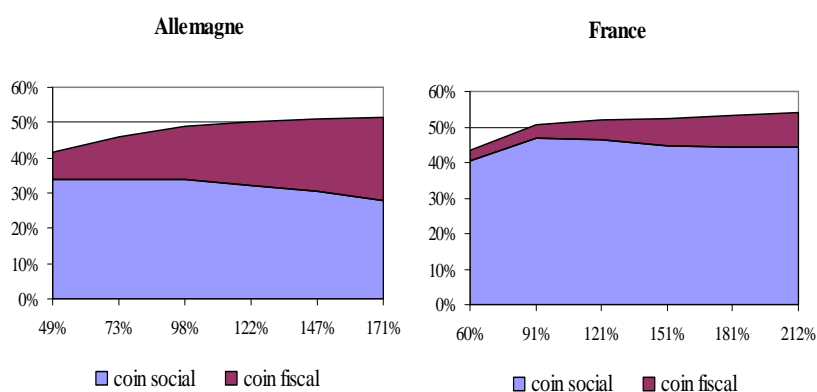 Allemagne
60%
50%
40%
30%
20%
10%
0%
49% 73% 98% 122% 147% 171%
coin social coin fiscal
France
60%
50%
40%
30%
20%
10%
0%
60% 91% 121% 151% 181% 212%
coin social coin fiscal